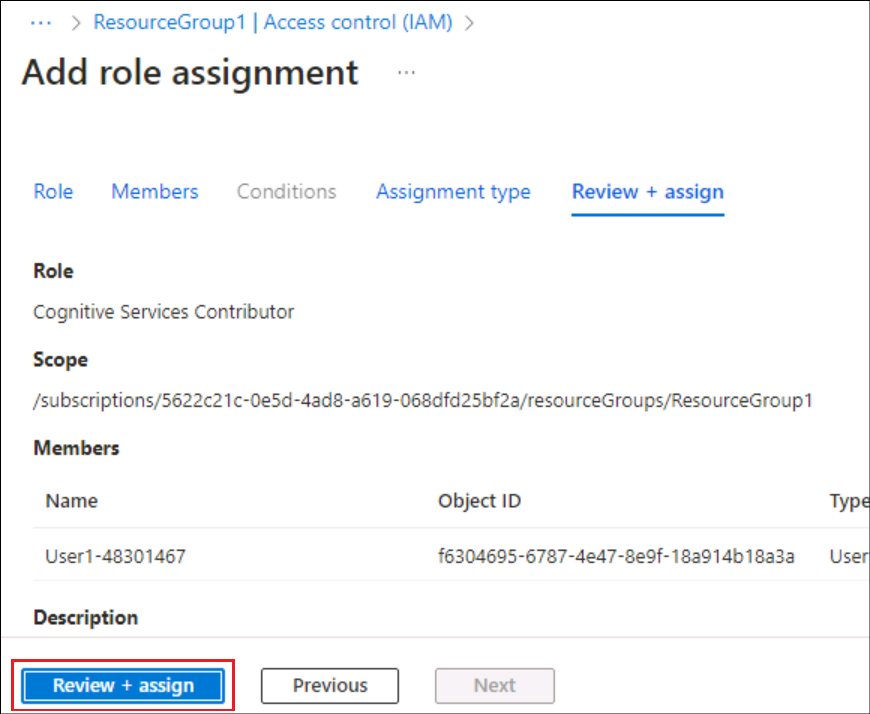 ··· > ResourceGroup1 | Access control (IAM) >
Add role assignment ···
Role Members Conditions Assignment type Review + assign
Role
Cognitive Services Contributor
Scope
/subscriptions/5622c21c-0e5d-4ad8-a619-068dfd25bf2a/resourceGroups/ResourceGroup1
Members
Name Object ID Type
User1-48301467 f6304695-6787-4e47-8e9f-18a914b18a3a User
Description
Review + assign Previous Next